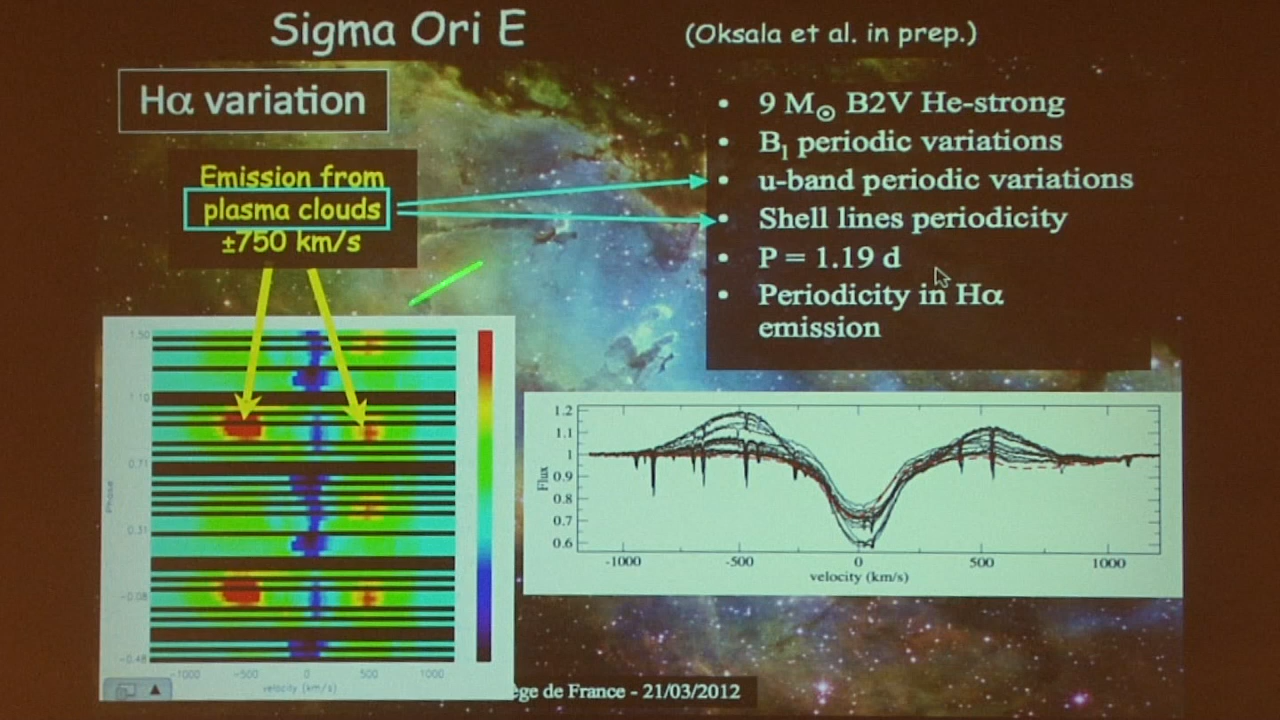 Sigma Ori E
(Oksala et al. in prep.)
Hα variation
Emission from
plasma clouds
±750 km/s
• 9 M☉ B2V He-strong
• Bl periodic variations
• u-band periodic variations
• Shell lines periodicity
• P = 1.19 d
• Periodicity in Hα
emission
1.50
1.10
0.71
0.31
-0.08
-0.48
Phase
-1000 -500 0 500 1000
velocity (km/s)
1.2
1.1
1
0.9
0.8
0.7
0.6
Flux
-1000 -500 0 500 1000
velocity (km/s)
ège de France - 21/03/2012